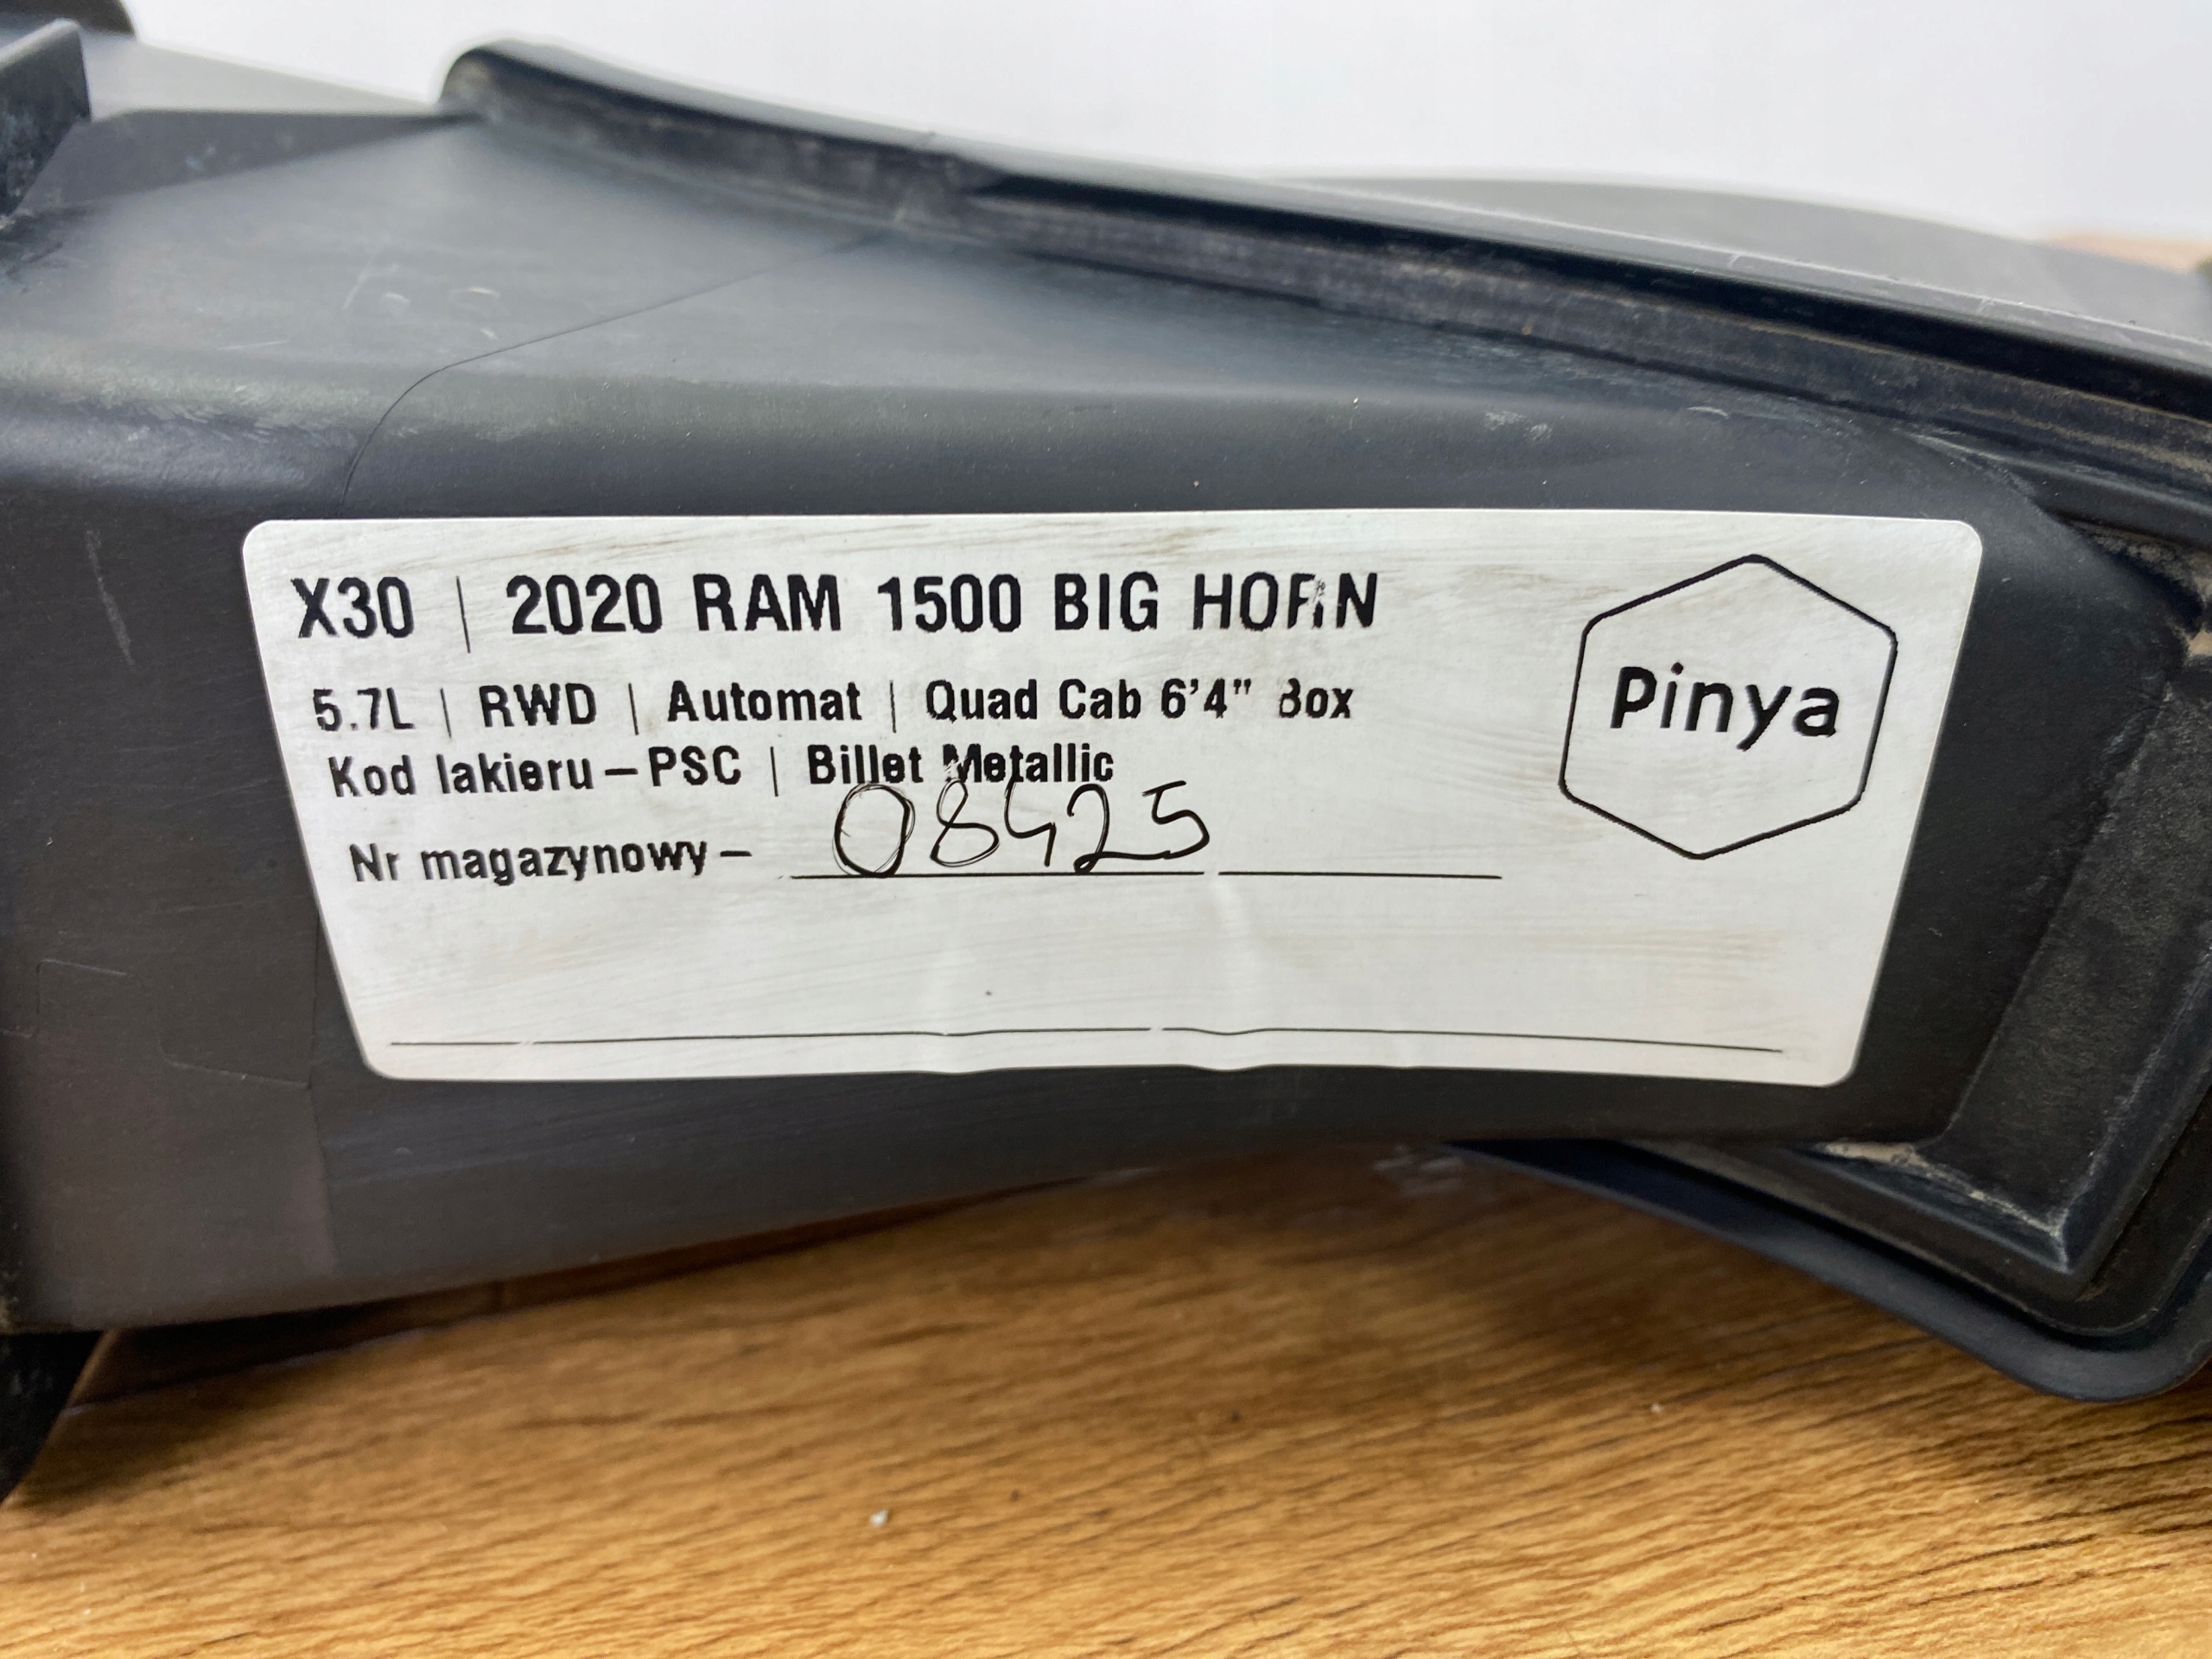 X30 | 2020 RAM 1500 BIG HORN
5.7L | RWD | Automat | Quad Cab 6'4" Box
Kod lakieru – PSC | Billet Metallic
Nr magazynowy – 08425
Pinya